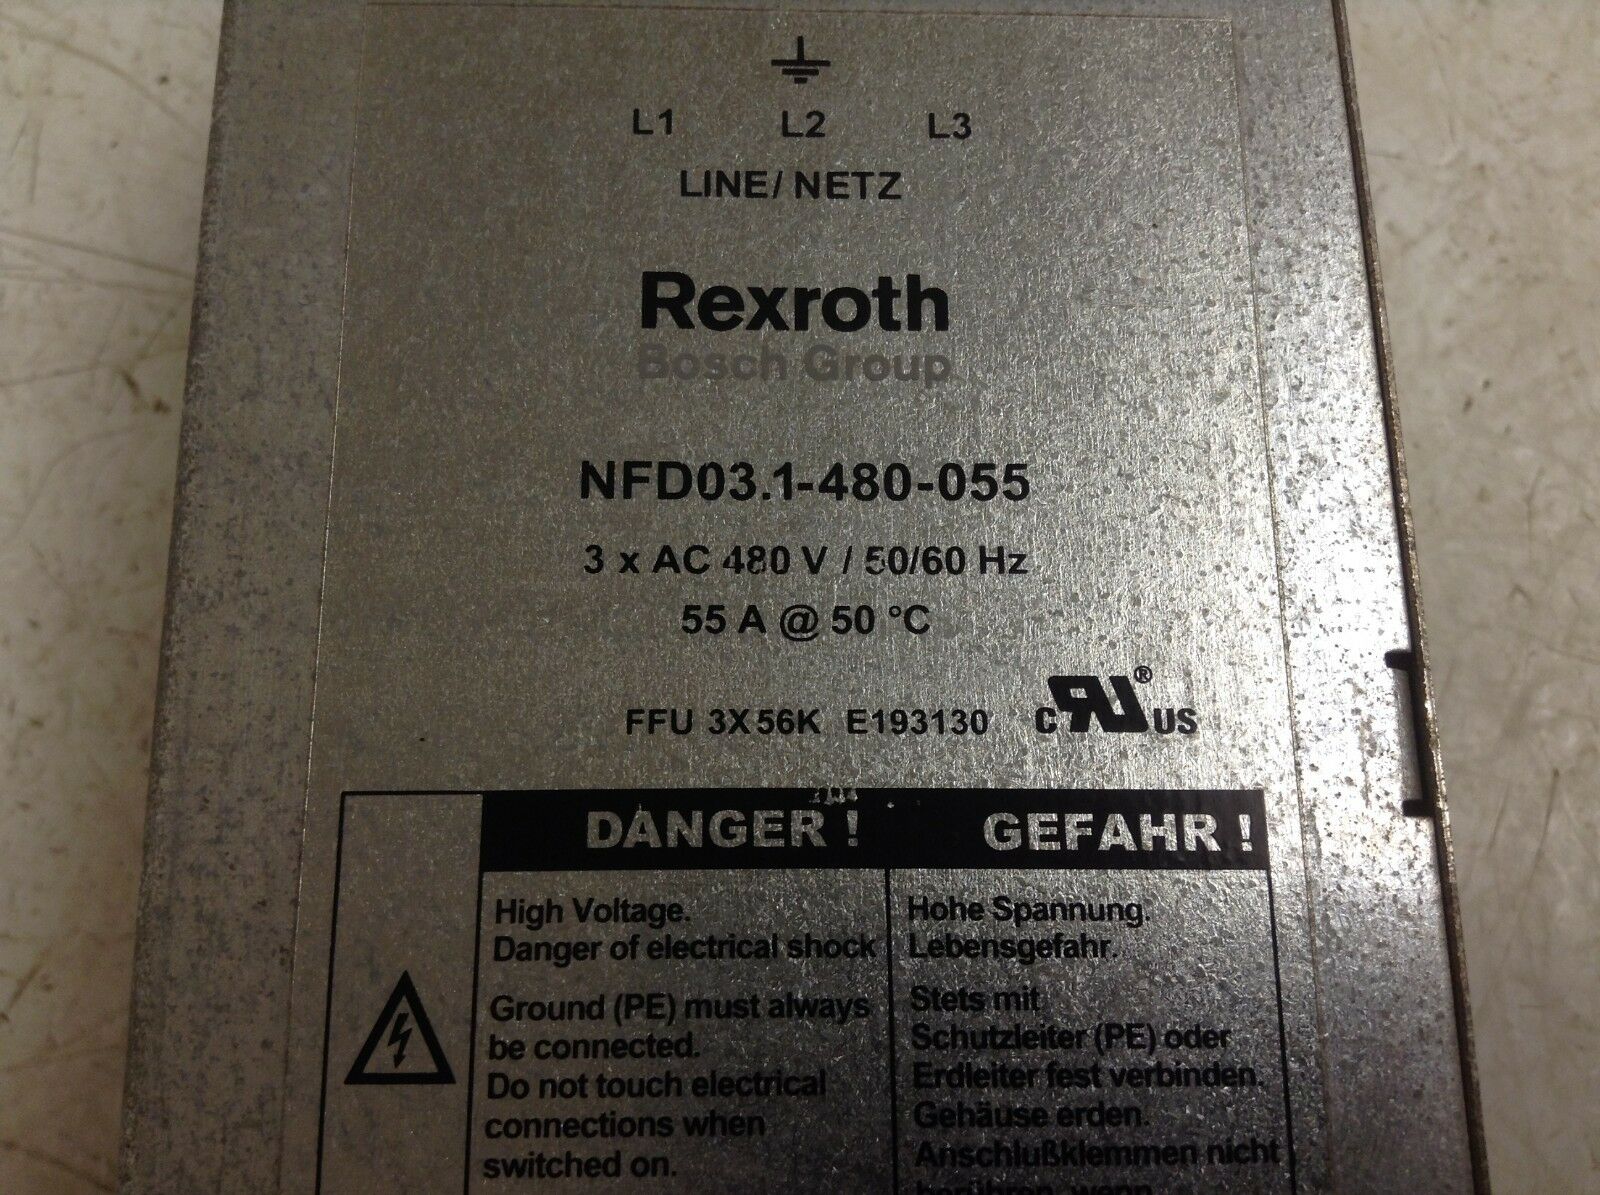 L1 L2 L3
LINE/ NETZ
Rexroth
Bosch Group
NFD03.1-480-055
3 x AC 480 V / 50/60 Hz
55 A @ 50 °C
FFU 3X56K E193130 c RU ® US
DANGER !
High Voltage.
Danger of electrical shock
Ground (PE) must always
be connected.
Do not touch electrical
connections when
switched on.
GEFAHR !
Hohe Spannung.
Lebensgefahr.
Stets mit
Schutzleiter (PE) oder
Erdleiter fest verbinden.
Gehäuse erden.
Anschlußklemmen nicht
berühren, wenn